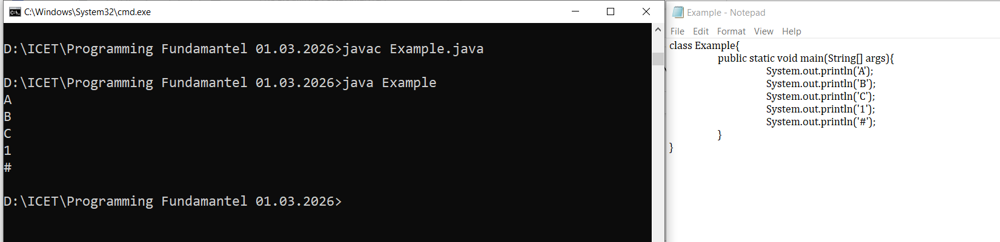 C:\Windows\System32\cmd.exe
D:\ICET\Programming Fundamantel 01.03.2026>javac Example.java
D:\ICET\Programming Fundamantel 01.03.2026>java Example
A
B
C
1
#
D:\ICET\Programming Fundamantel 01.03.2026>
Example - Notepad
File Edit Format View Help
class Example{
public static void main(String[] args){
System.out.println('A');
System.out.println('B');
System.out.println('C');
System.out.println('1');
System.out.println('#');
}
}